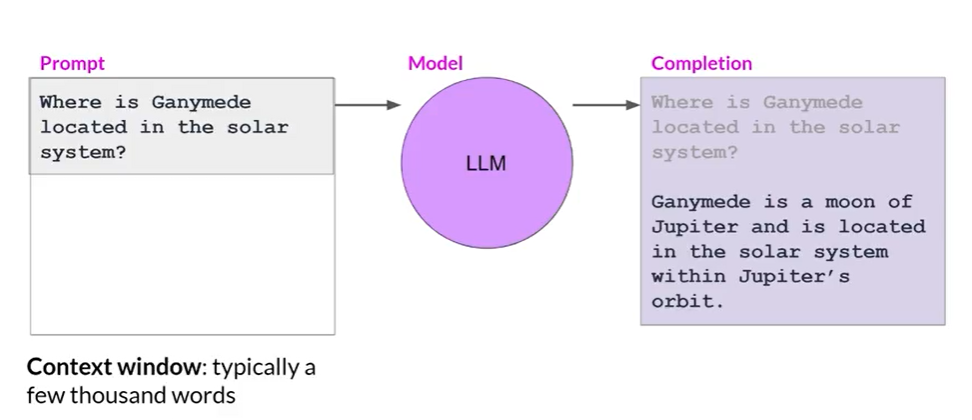 Prompt
Where is Ganymede
located in the solar
system?
Context window: typically a
few thousand words
Model
LLM
Completion
Where is Ganymede
located in the solar
system?
Ganymede is a moon of
Jupiter and is located
in the solar system
within Jupiter's
orbit.